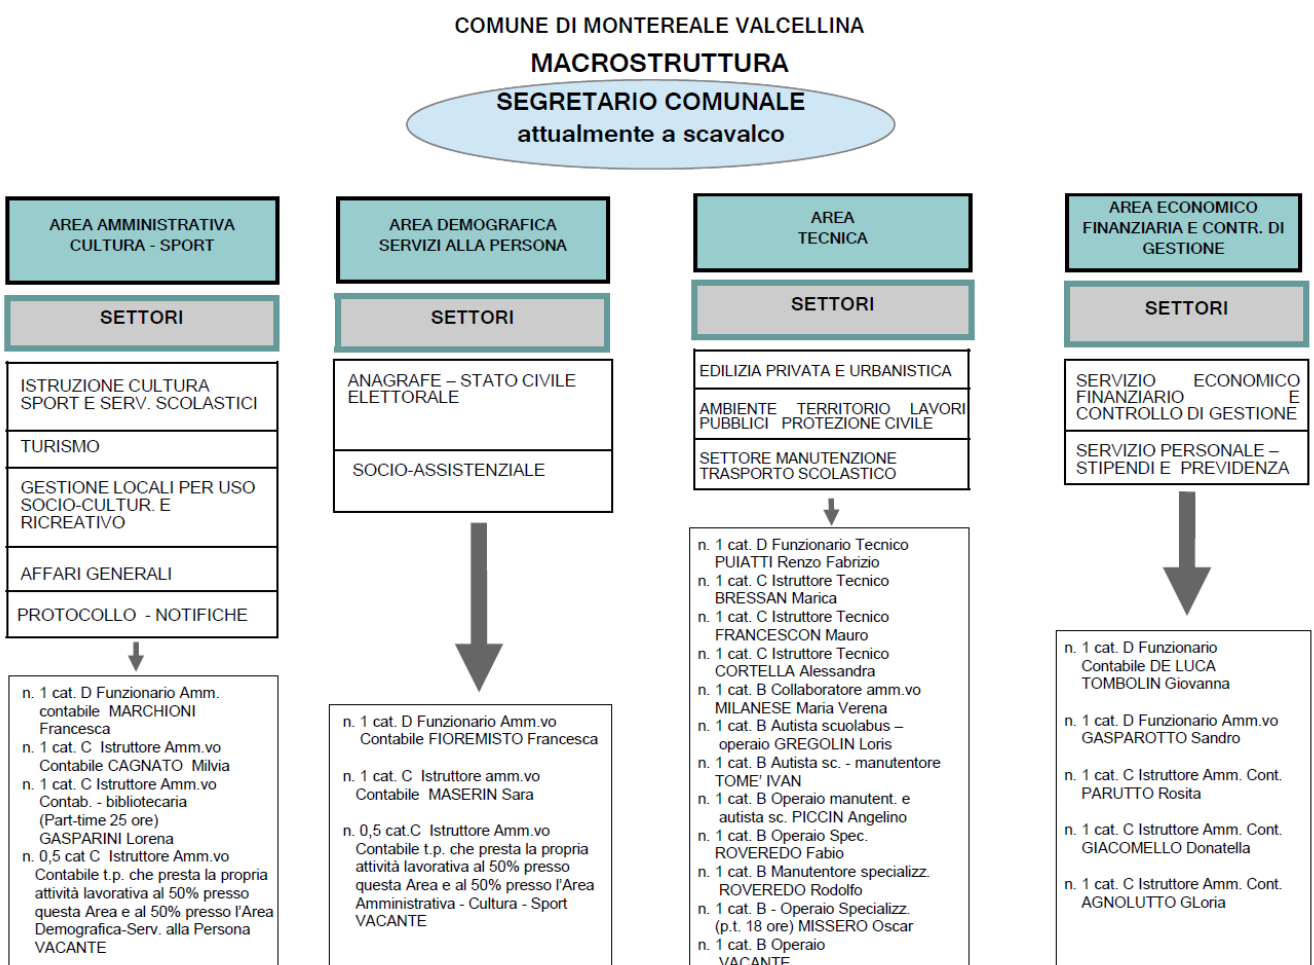 COMUNE DI MONTEREALE VALCELLINA
MACROSTRUTTURA
SEGRETARIO COMUNALE
attualmente a scavalco
AREA AMMINISTRATIVA
CULTURA - SPORT
SETTORI
ISTRUZIONE CULTURA
SPORT E SERV. SCOLASTICI
TURISMO
GESTIONE LOCALI PER USO
SOCIO-CULTUR. E
RICREATIVO
AFFARI GENERALI
PROTOCOLLO - NOTIFICHE
n. 1 cat. D Funzionario Amm.
contabile MARCHIONI
Francesca
n. 1 cat. C Istruttore Amm.vo
Contabile CAGNATO Milvia
n. 1 cat. C Istruttore Amm.vo
Contab. - bibliotecaria
(Part-time 25 ore)
GASPARINI Lorena
n. 0,5 cat C Istruttore Amm.vo
Contabile t.p. che presta la propria
attività lavorativa al 50% presso
questa Area e al 50% presso l'Area
Demografica-Serv. alla Persona
VACANTE
AREA DEMOGRAFICA
SERVIZI ALLA PERSONA
SETTORI
ANAGRAFE – STATO CIVILE
ELETTORALE
SOCIO-ASSISTENZIALE
n. 1 cat. D Funzionario Amm.vo
Contabile FIOREMISTO Francesca
n. 1 cat. C Istruttore amm.vo
Contabile MASERIN Sara
n. 0,5 cat.C Istruttore Amm.vo
Contabile t.p. che presta la propria
attività lavorativa al 50% presso
questa Area e al 50% presso l'Area
Amministrativa - Cultura - Sport
VACANTE
AREA
TECNICA
SETTORI
EDILIZIA PRIVATA E URBANISTICA
AMBIENTE TERRITORIO LAVORI
PUBBLICI PROTEZIONE CIVILE
SETTORE MANUTENZIONE
TRASPORTO SCOLASTICO
n. 1 cat. D Funzionario Tecnico
PUIATTI Renzo Fabrizio
n. 1 cat. C Istruttore Tecnico
BRESSAN Marica
n. 1 cat. C Istruttore Tecnico
FRANCESCON Mauro
n. 1 cat. C Istruttore Tecnico
CORTELLA Alessandra
n. 1 cat. B Collaboratore amm.vo
MILANESE Maria Verena
n. 1 cat. B Autista scuolabus –
operaio GREGOLIN Loris
n. 1 cat. B Autista sc. - manutentore
TOME' IVAN
n. 1 cat. B Operaio manutent. e
autista sc. PICCIN Angelino
n. 1 cat. B Operaio Spec.
ROVEREDO Fabio
n. 1 cat. B Manutentore specializz.
ROVEREDO Rodolfo
n. 1 cat. B - Operaio Specializz.
(p.t. 18 ore) MISSERO Oscar
n. 1 cat. B Operaio
VACANTE
AREA ECONOMICO
FINANZIARIA E CONTR. DI
GESTIONE
SETTORI
SERVIZIO ECONOMICO
FINANZIARIO E
CONTROLLO DI GESTIONE
SERVIZIO PERSONALE –
STIPENDI E PREVIDENZA
n. 1 cat. D Funzionario
Contabile DE LUCA
TOMBOLIN Giovanna
n. 1 cat. D Funzionario Amm.vo
GASPAROTTO Sandro
n. 1 cat. C Istruttore Amm. Cont.
PARUTTO Rosita
n. 1 cat. C Istruttore Amm. Cont.
GIACOMELLO Donatella
n. 1 cat. C Istruttore Amm. Cont.
AGNOLUTTO GLoria